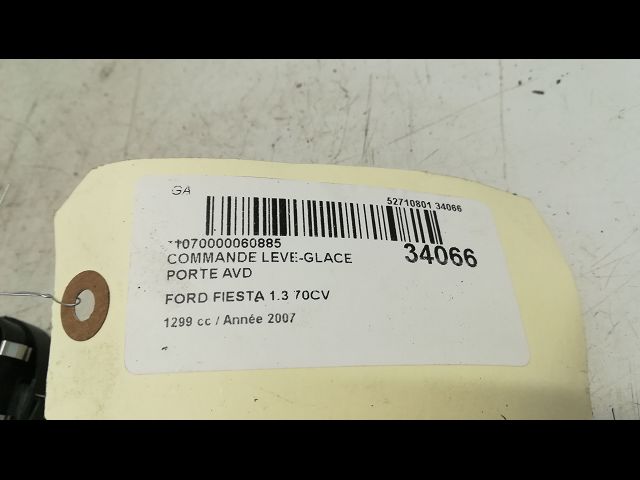 GA
52710801 34066
*1070000060885
34066
COMMANDE LEVE-GLACE
PORTE AVD
FORD FIESTA 1.3 70CV
1299 cc / Année 2007